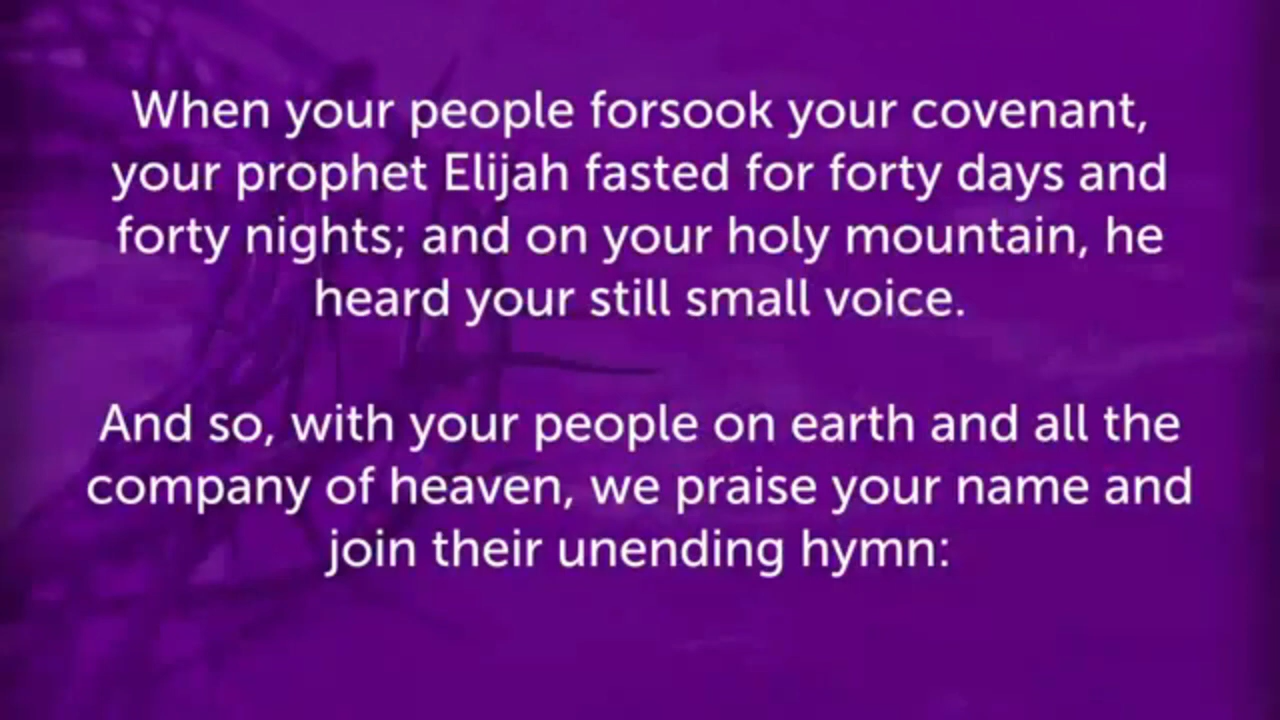 When your people forsook your covenant,
your prophet Elijah fasted for forty days and
forty nights; and on your holy mountain, he
heard your still small voice.
And so, with your people on earth and all the
company of heaven, we praise your name and
join their unending hymn: